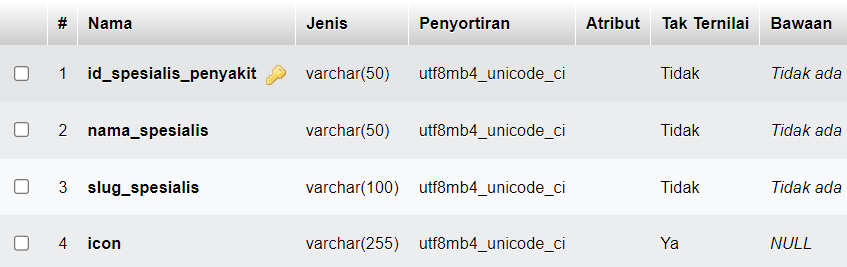 # Nama Jenis Penyortiran Atribut Tak Ternilai Bawaan
1 id_spesialis_penyakit varchar(50) utf8mb4_unicode_ci Tidak Tidak ada
2 nama_spesialis varchar(50) utf8mb4_unicode_ci Tidak Tidak ada
3 slug_spesialis varchar(100) utf8mb4_unicode_ci Tidak Tidak ada
4 icon varchar(255) utf8mb4_unicode_ci Ya NULL